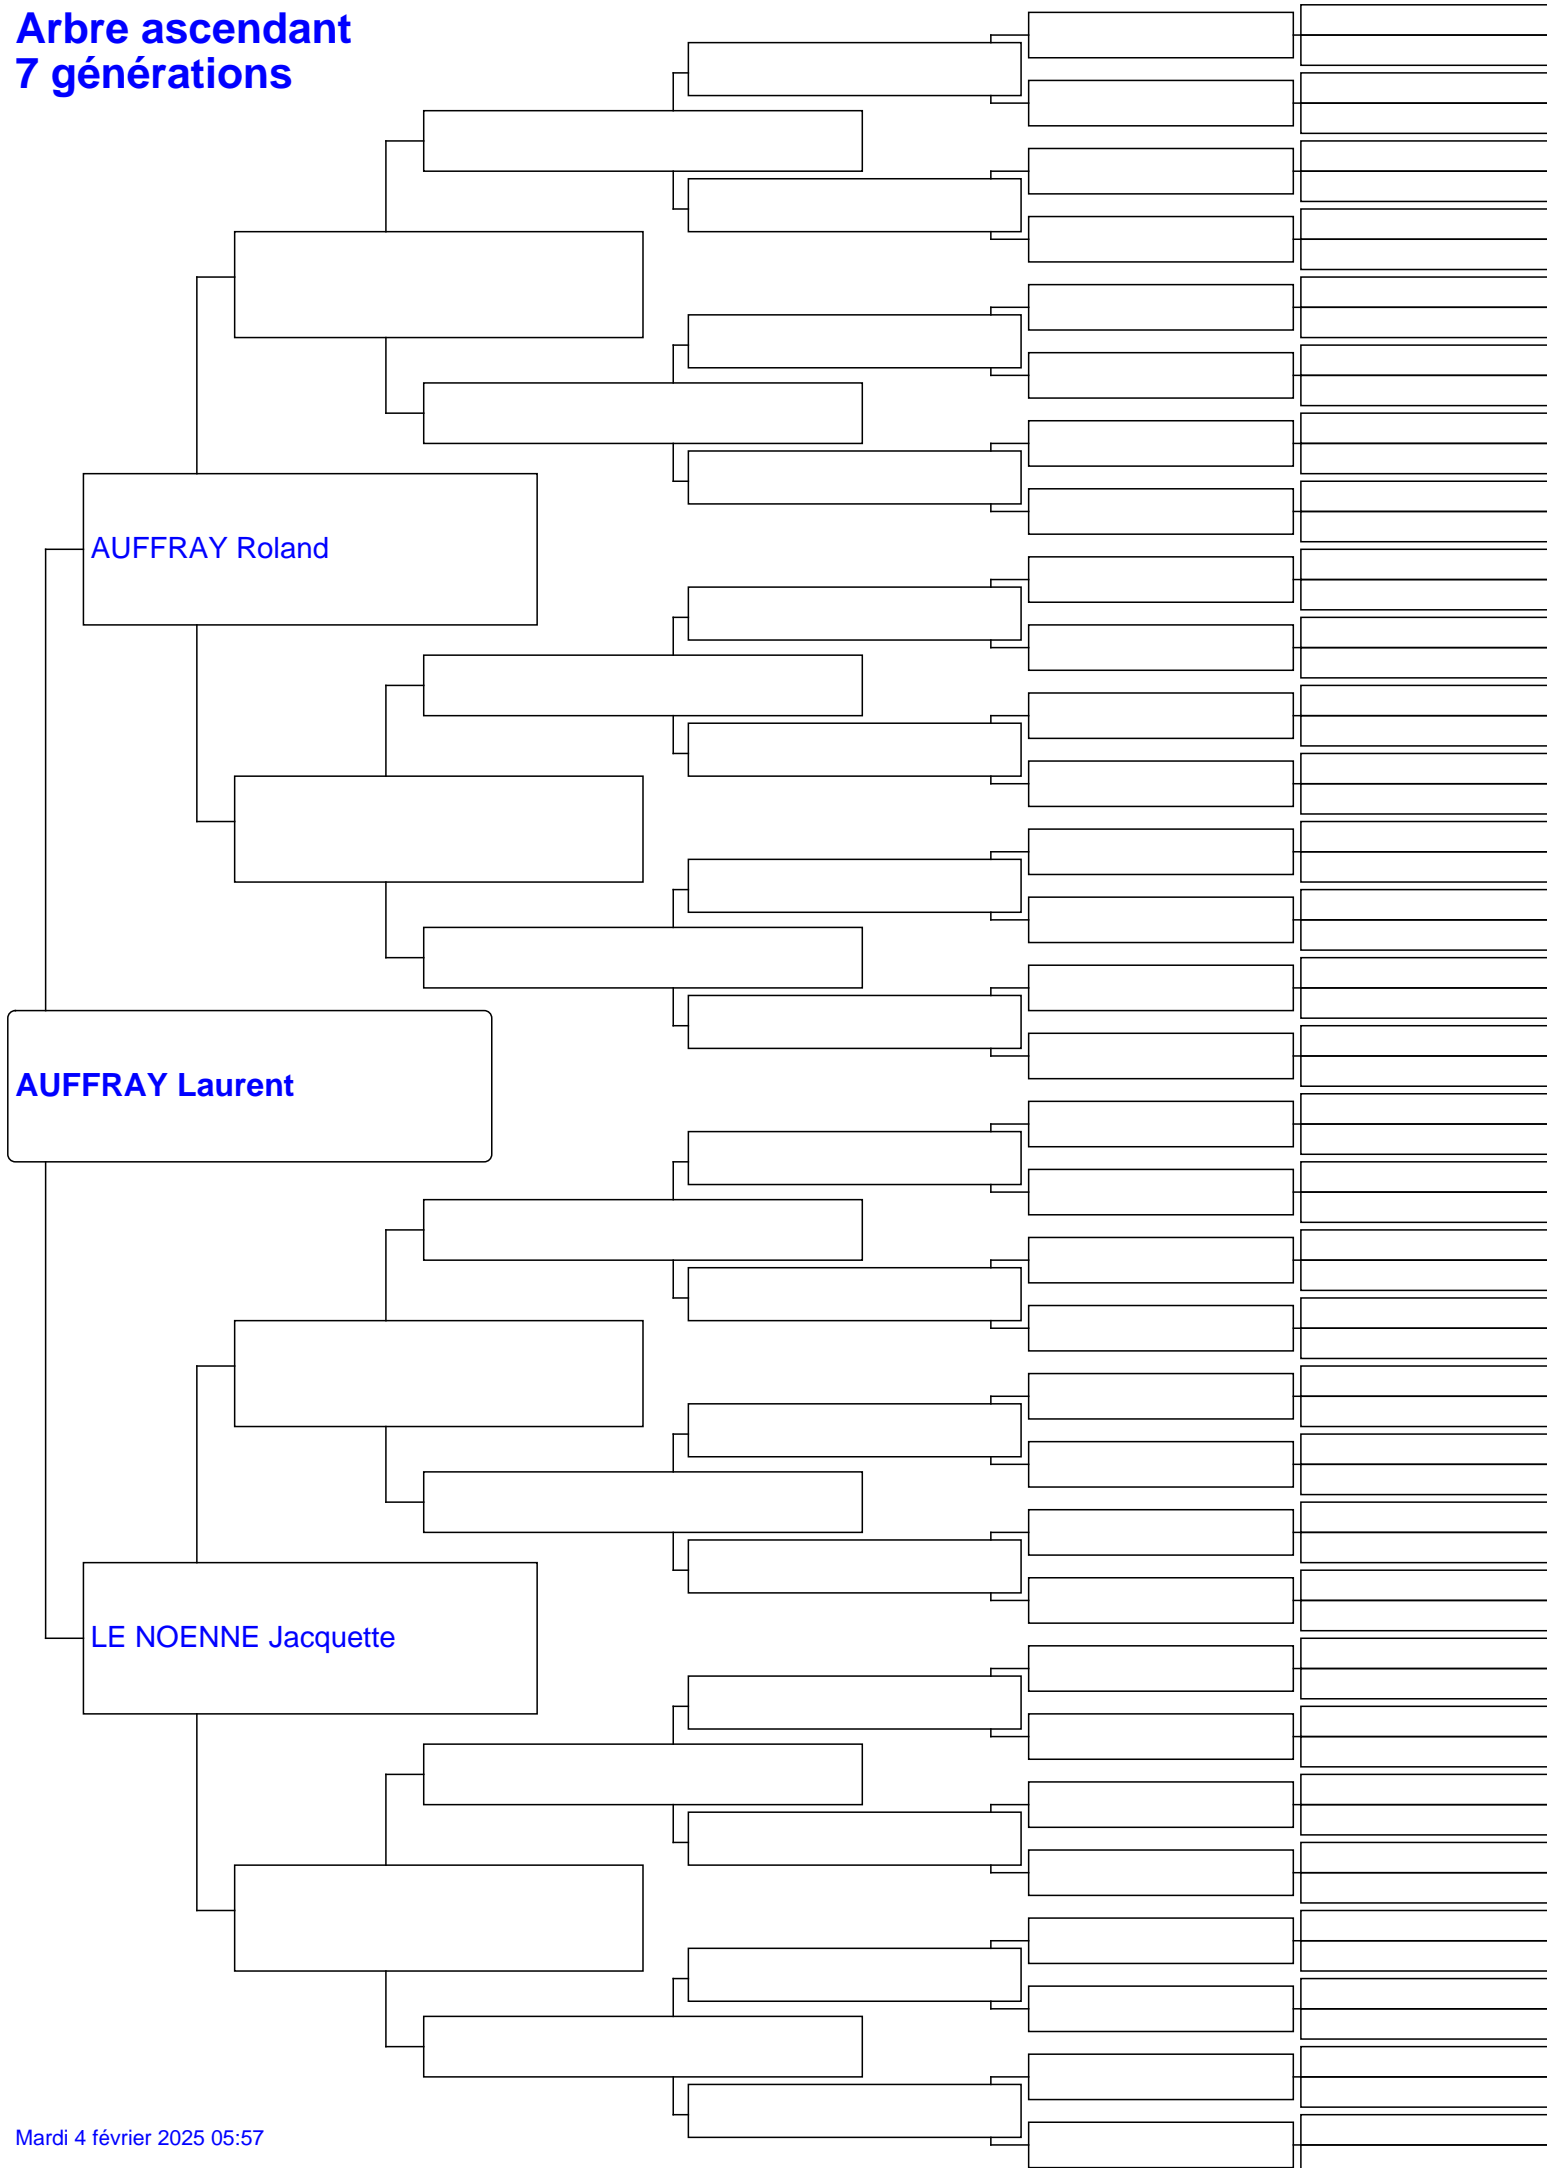 Arbre ascendant
7 générations
AUFFRAY Roland
AUFFRAY Laurent
LE NOENNE Jacquette
Mardi 4 février 2025 05:57